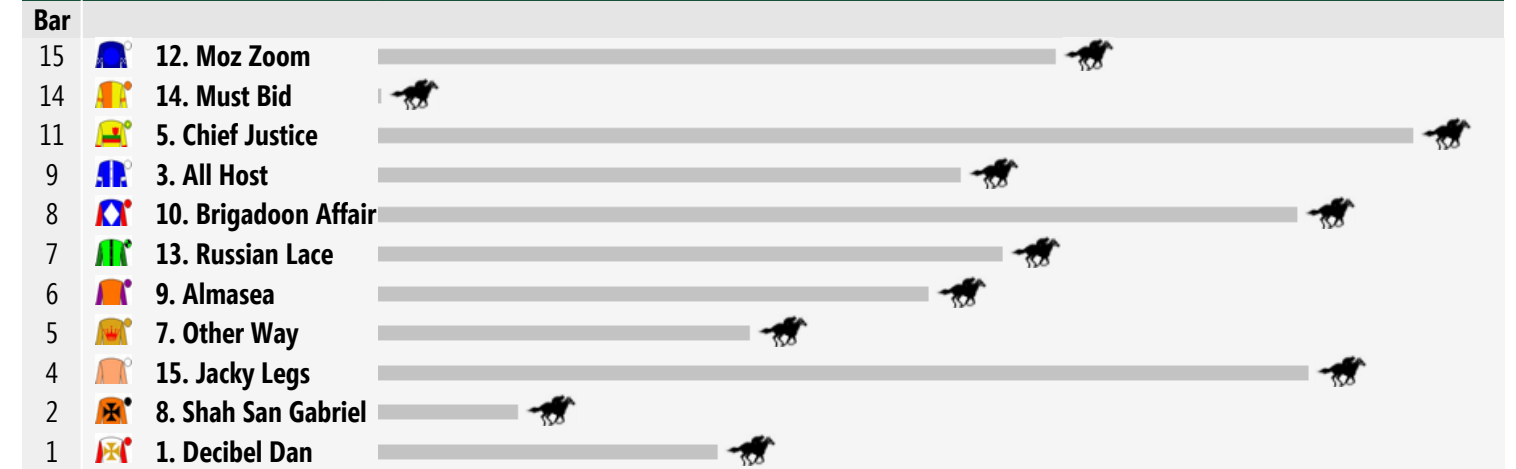 Bar
15 12. Moz Zoom
14 14. Must Bid
11 5. Chief Justice
9 3. All Host
8 10. Brigadoon Affair
7 13. Russian Lace
6 9. Almasea
5 7. Other Way
4 15. Jacky Legs
2 8. Shah San Gabriel
1 1. Decibel Dan